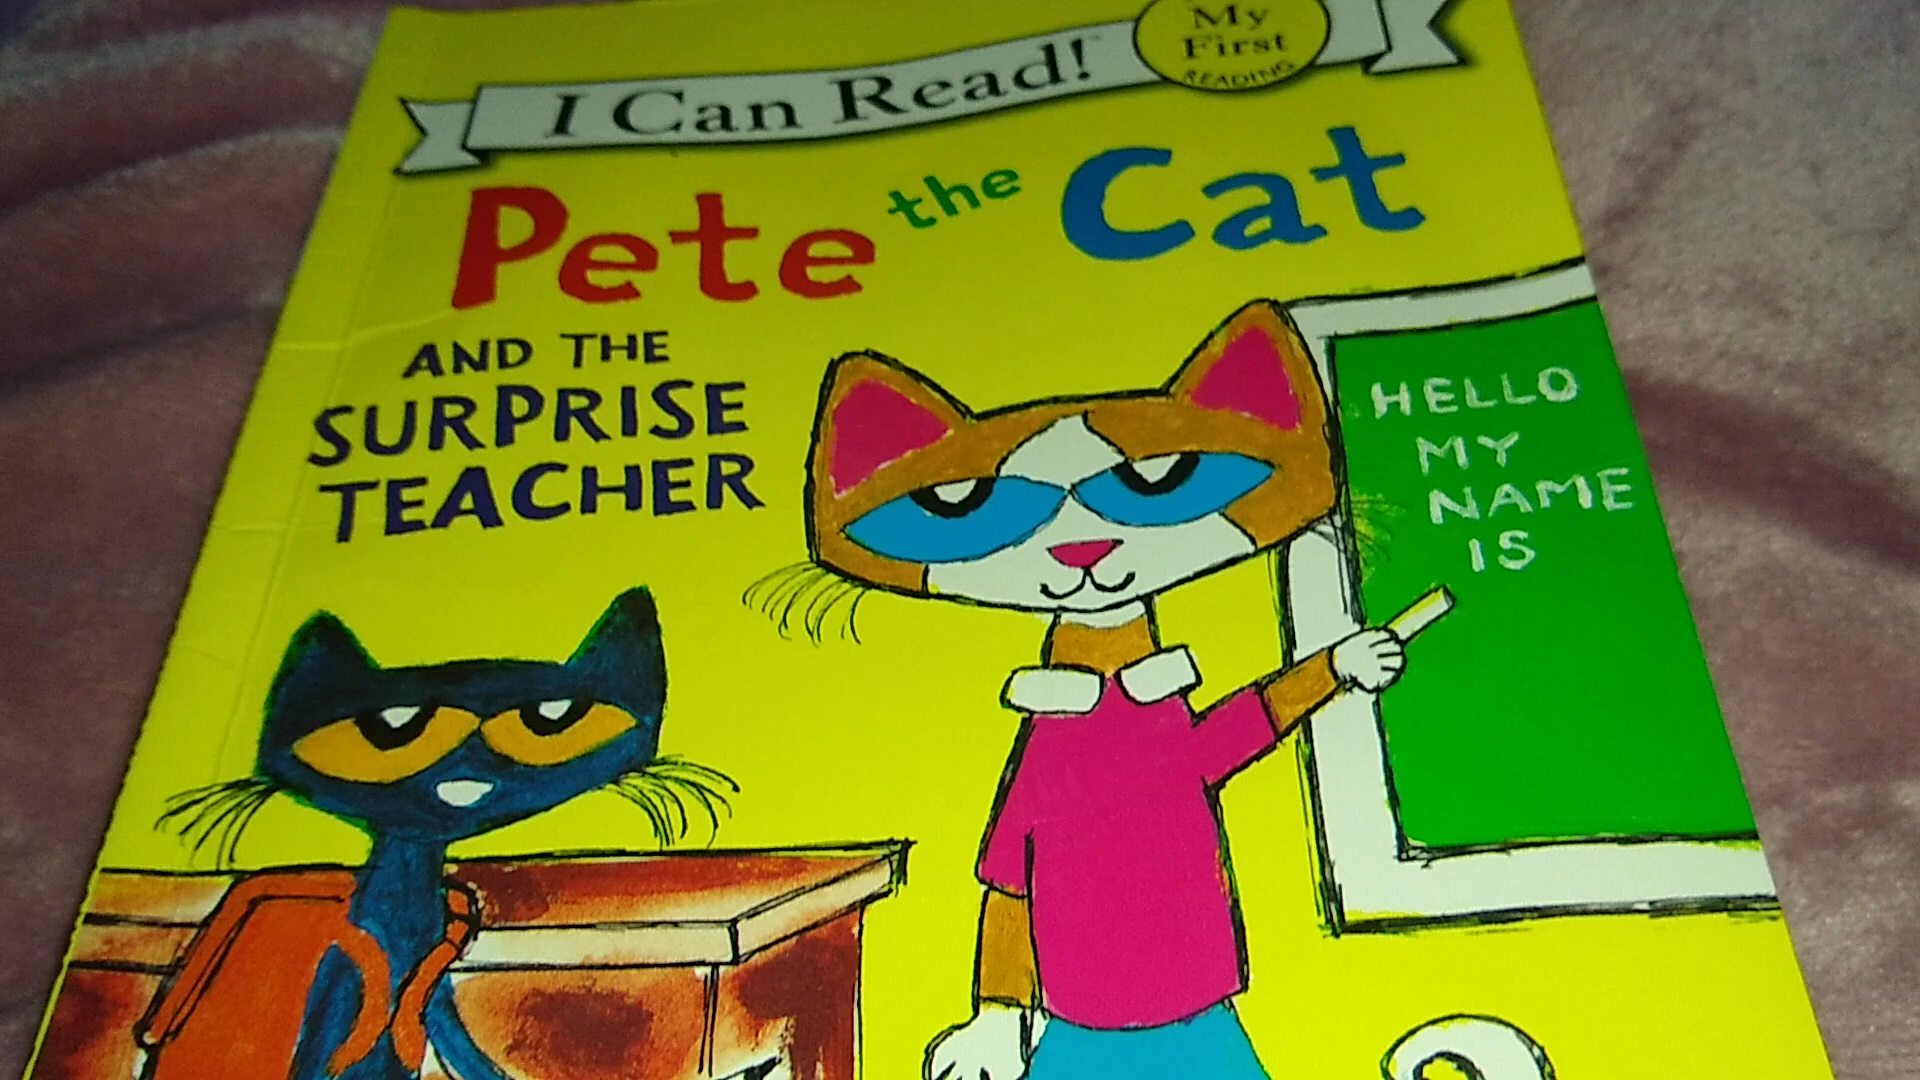 I Can Read!
My
First
READING
Pete the Cat
AND THE
SURPRISE
TEACHER
HELLO
MY
NAME
IS